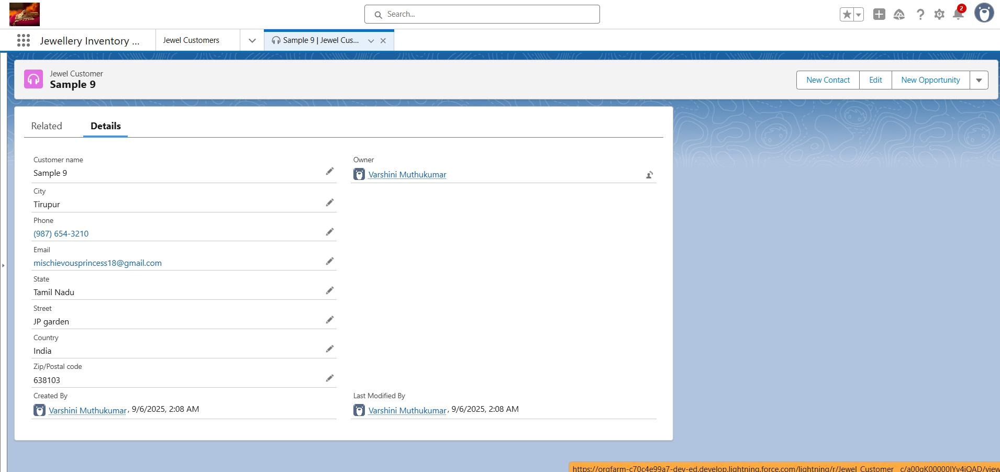 Search...
2
Jewellery Inventory ...
Jewel Customers
Sample 9 | Jewel Cus...
Jewel Customer
Sample 9
New Contact
Edit
New Opportunity
Related
Details
Customer name
Sample 9
Owner
Varshini Muthukumar
City
Tirupur
Phone
(987) 654-3210
Email
mischievousprincess18@gmail.com
State
Tamil Nadu
Street
JP garden
Country
India
Zip/Postal code
638103
Created By
Varshini Muthukumar, 9/6/2025, 2:08 AM
Last Modified By
Varshini Muthukumar, 9/6/2025, 2:08 AM
https://orgfarm-c70c4e99a7-dev-ed.develop.lightning.force.com/lightning/r/Jewel_Customer__c/a00gK00000IYv4iQAD/view